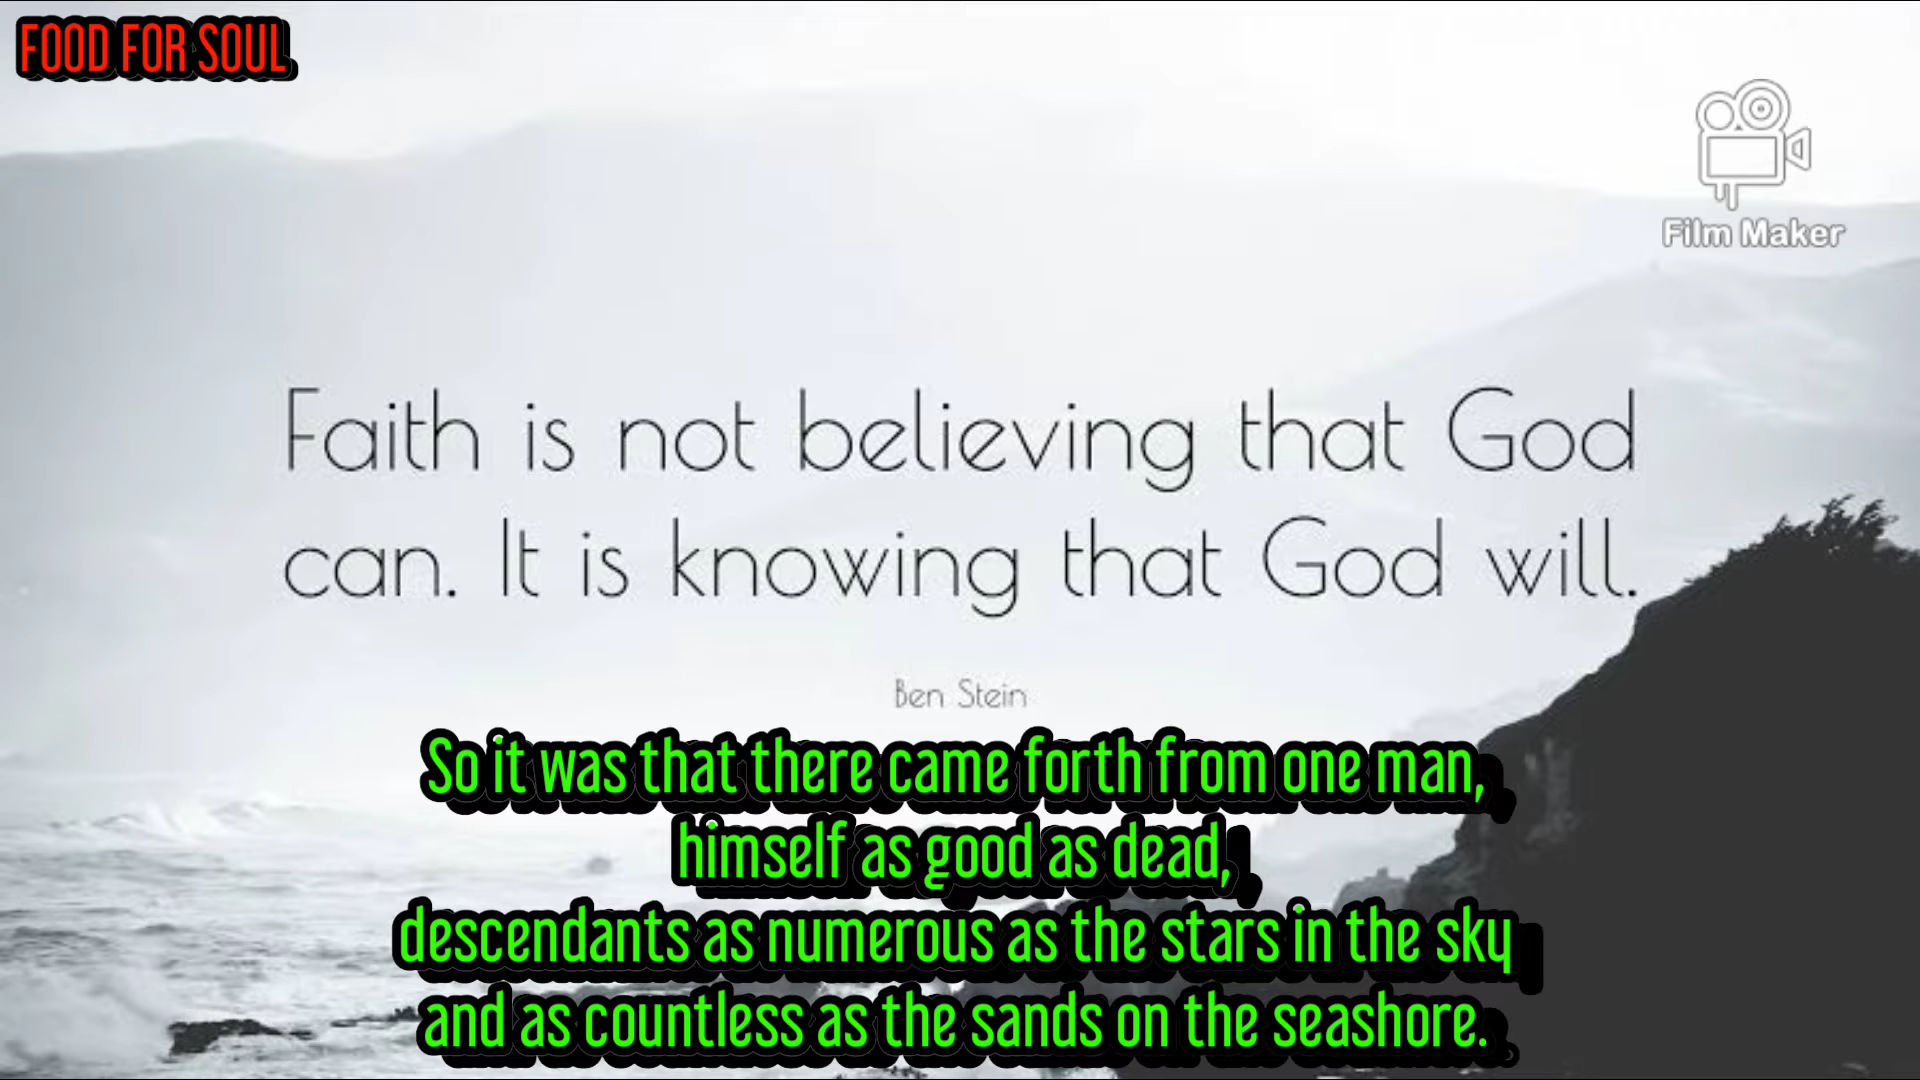 FOOD FOR SOUL
Film Maker
Faith is not believing that God
can. It is knowing that God will.
Ben Stein
So it was that there came forth from one man,
himself as good as dead,
descendants as numerous as the stars in the sky
and as countless as the sands on the seashore.